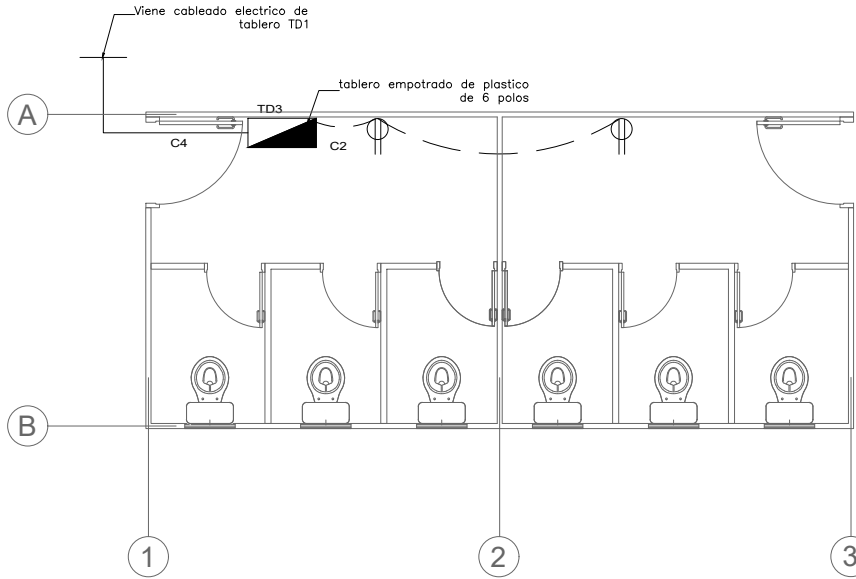 Viene cableado electrico de
tablero TD1
tablero empotrado de plastico
de 6 polos
TD3
A
C4
C2
B
1
2
3